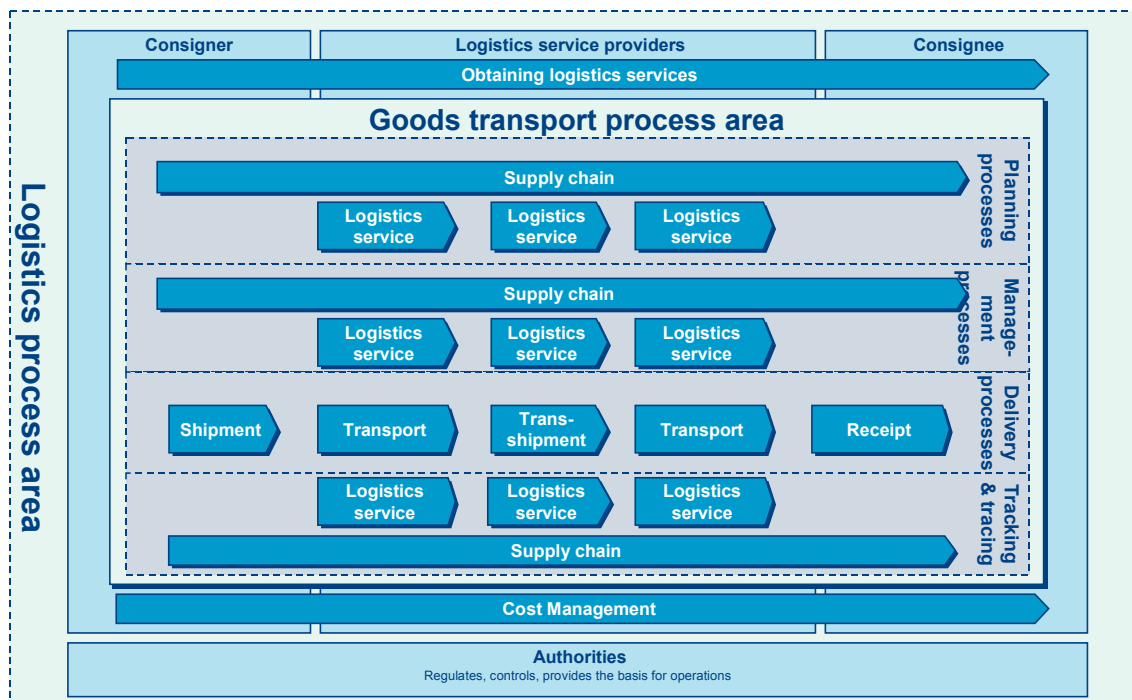 Consigner
Logistics service providers
Consignee
Obtaining logistics services
Goods transport process area
Logistics process area
Supply chain
Planning
processes
Logistics
service
Logistics
service
Logistics
service
Supply chain
Manage-
ment
processes
Logistics
service
Logistics
service
Logistics
service
Shipment
Transport
Trans-
shipment
Transport
Receipt
Delivery
processes
Logistics
service
Logistics
service
Logistics
service
Tracking
& tracing
Supply chain
Cost Management
Authorities
Regulates, controls, provides the basis for operations